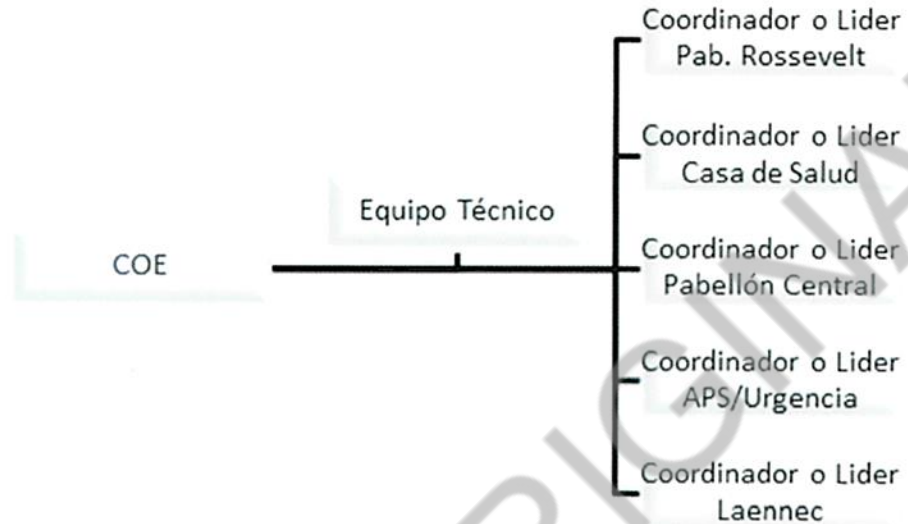 Coordinador o Lider
Pab. Rossevelt
Coordinador o Lider
Casa de Salud
Equipo Técnico
COE
Coordinador o Lider
Pabellón Central
Coordinador o Lider
APS/Urgencia
Coordinador o Lider
Laennec